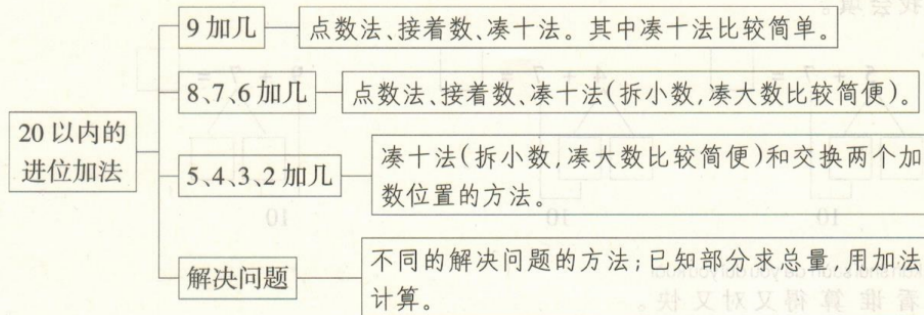 9加几
点数法、接着数、凑十法。其中凑十法比较简单。
8、7、6加几
点数法、接着数、凑十法(拆小数,凑大数比较简便)。
20以内的
进位加法
5、4、3、2加几
凑十法(拆小数,凑大数比较简便)和交换两个加
数位置的方法。
解决问题
不同的解决问题的方法;已知部分求总量,用加法
计算。